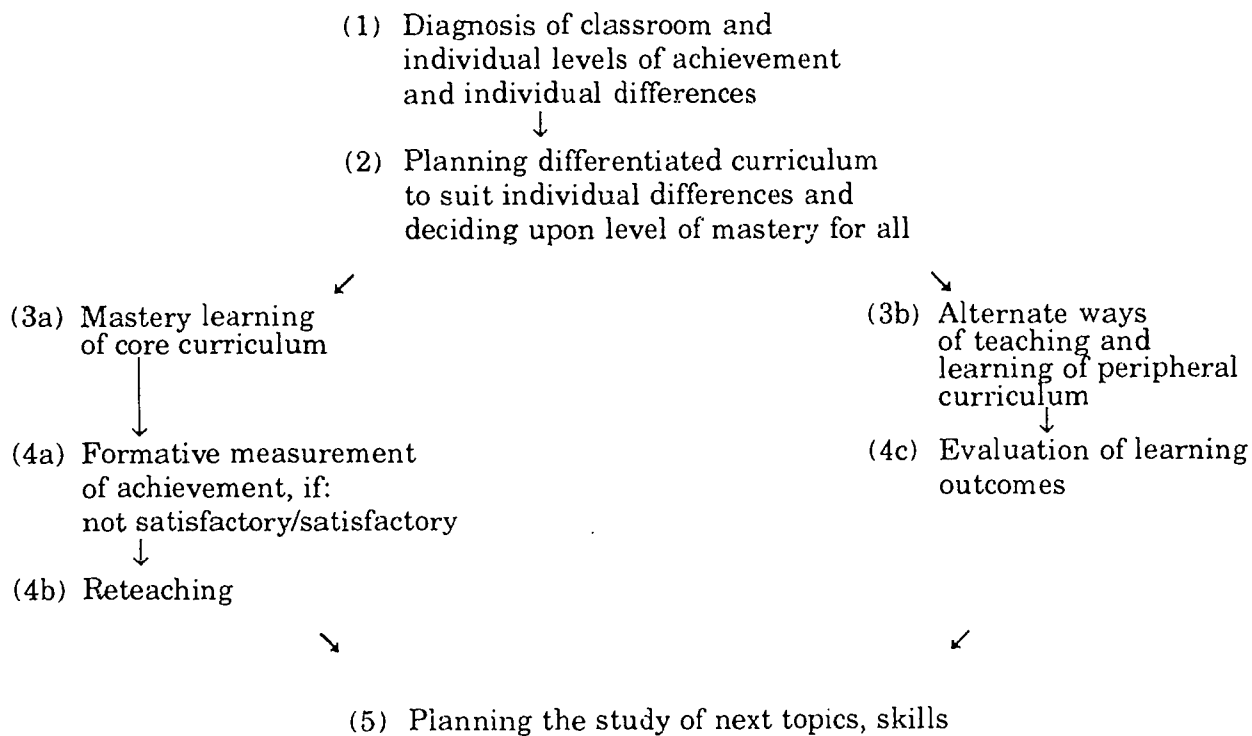 (1) Diagnosis of classroom and
individual levels of achievement
and individual differences
(2) Planning differentiated curriculum
to suit individual differences and
deciding upon level of mastery for all
(3a) Mastery learning
of core curriculum
(3b) Alternate ways
of teaching and
learning of peripheral
curriculum
(4a) Formative measurement
of achievement, if:
not satisfactory/satisfactory
(4c) Evaluation of learning
outcomes
(4b) Reteaching
(5) Planning the study of next topics, skills